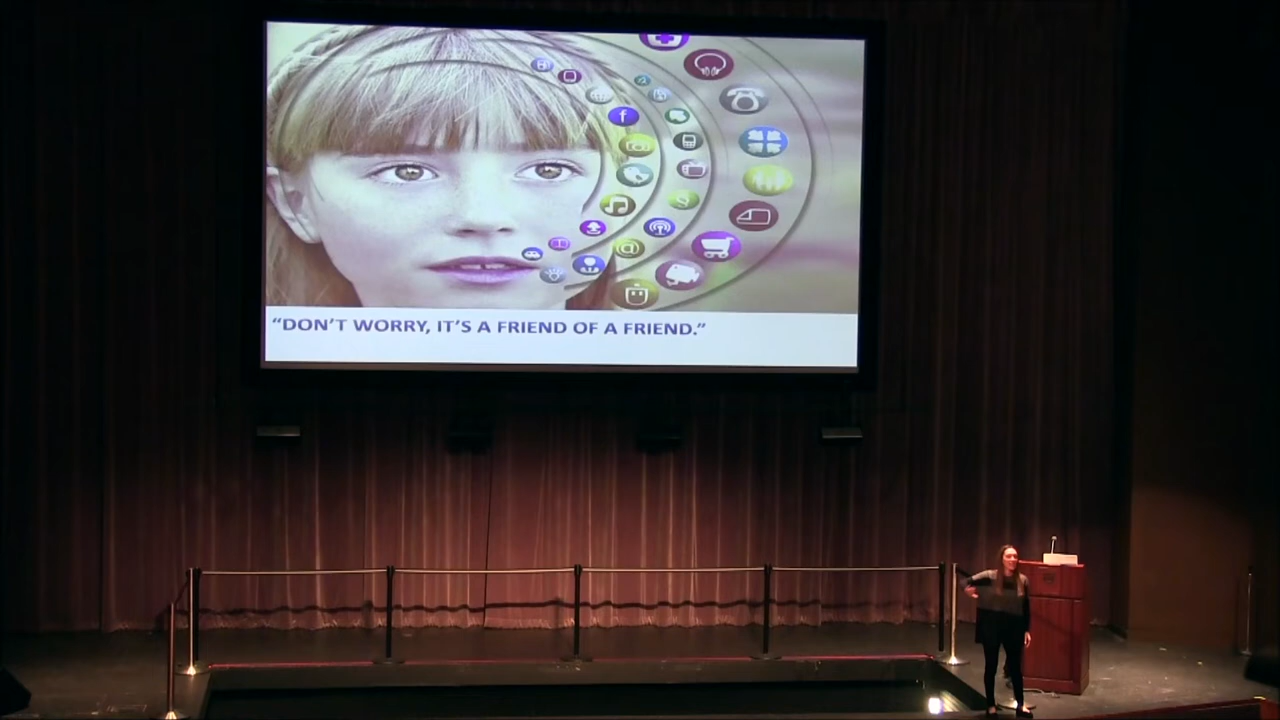 “DON’T WORRY, IT’S A FRIEND OF A FRIEND.”